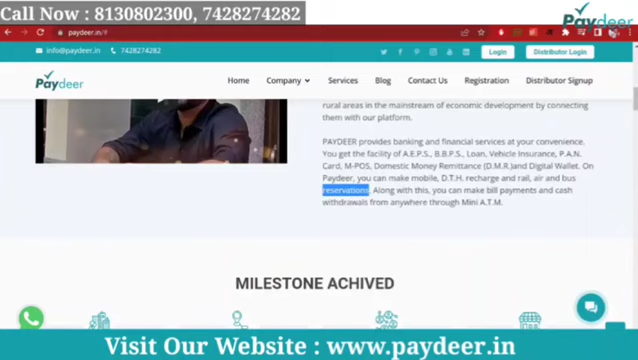 Call Now : 8130802300, 7428274282
Paydeer
paydeer.in/#
info@paydeer.in
7428274282
Login
Distributor Login
Paydeer
Home
Company
Services
Blog
Contact Us
Registration
Distributor Signup
rural areas in the mainstream of economic development by connecting
them with our platform.
PAYDEER provides banking and financial services at your convenience.
You get the facility of A.E.P.S., B.B.P.S., Loan, Vehicle Insurance, P.A.N.
Card, M-POS, Domestic Money Remittance (D.M.R.)and Digital Wallet. On
Paydeer, you can make mobile, D.T.H. recharge and rail, air and bus
reservations. Along with this, you can make bill payments and cash
withdrawals from anywhere through Mini A.T.M.
MILESTONE ACHIVED
Visit Our Website : www.paydeer.in